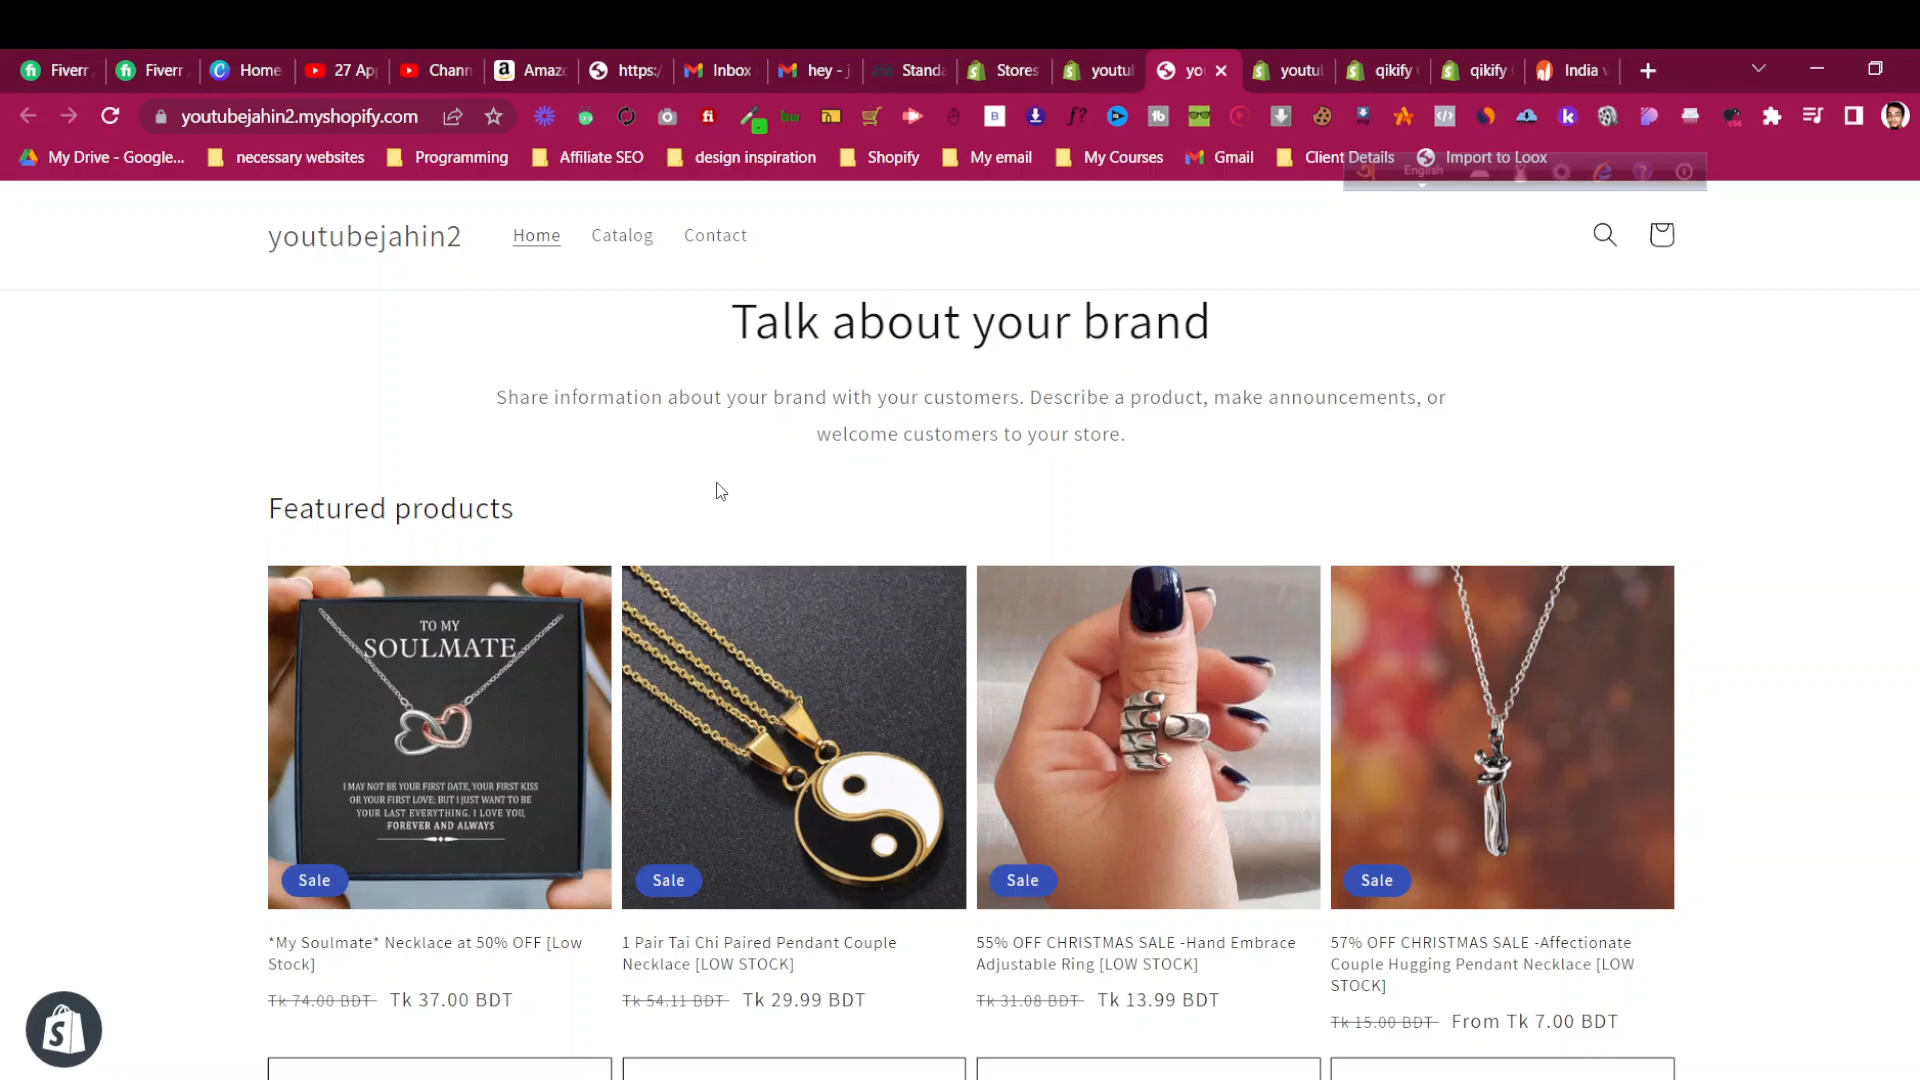 Fiverr
Fiverr
Home
27 Ap
Chann
Amaz
https:/
Inbox
hey - j
Standa
Stores
youtul
yo
youtul
qikify
qikify
India v
youtubejahin2.myshopify.com
My Drive - Google...
necessary websites
Programming
Affiliate SEO
design inspiration
Shopify
My email
My Courses
Gmail
Client Details
Import to Loox
English
youtubejahin2
Home
Catalog
Contact
Talk about your brand
Share information about your brand with your customers. Describe a product, make announcements, or
welcome customers to your store.
Featured products
TO MY
SOULMATE
I MAY NOT BE YOUR FIRST DATE, YOUR FIRST KISS
OR YOUR FIRST LOVE; BUT I JUST WANT TO BE
YOUR LAST EVERYTHING. I LOVE YOU,
FOREVER AND ALWAYS
Sale
Sale
Sale
Sale
*My Soulmate* Necklace at 50% OFF [Low
Stock]
Tk 74.00 BDT Tk 37.00 BDT
1 Pair Tai Chi Paired Pendant Couple
Necklace [LOW STOCK]
Tk 54.11 BDT Tk 29.99 BDT
55% OFF CHRISTMAS SALE -Hand Embrace
Adjustable Ring [LOW STOCK]
Tk 31.08 BDT Tk 13.99 BDT
57% OFF CHRISTMAS SALE -Affectionate
Couple Hugging Pendant Necklace [LOW
STOCK]
Tk 15.00 BDT From Tk 7.00 BDT